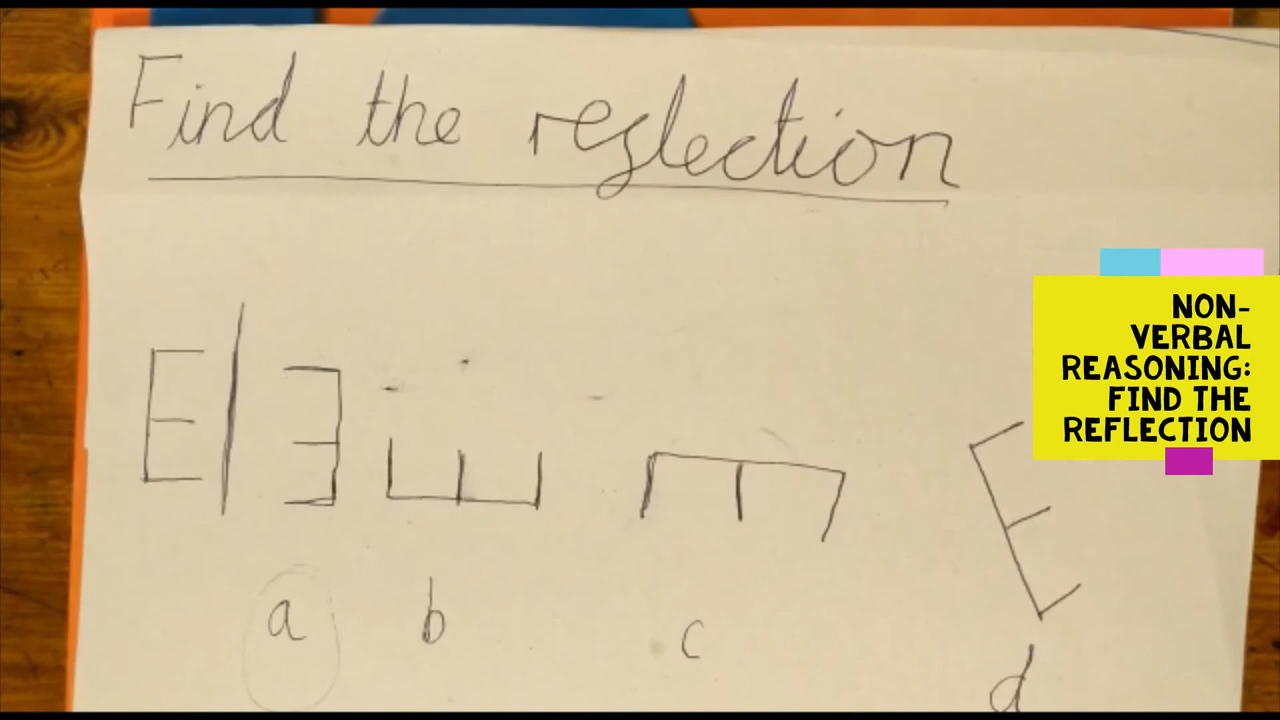 Find the reflection
E
a
b
c
d
NON-
VERBAL
REASONING:
FIND THE
REFLECTION